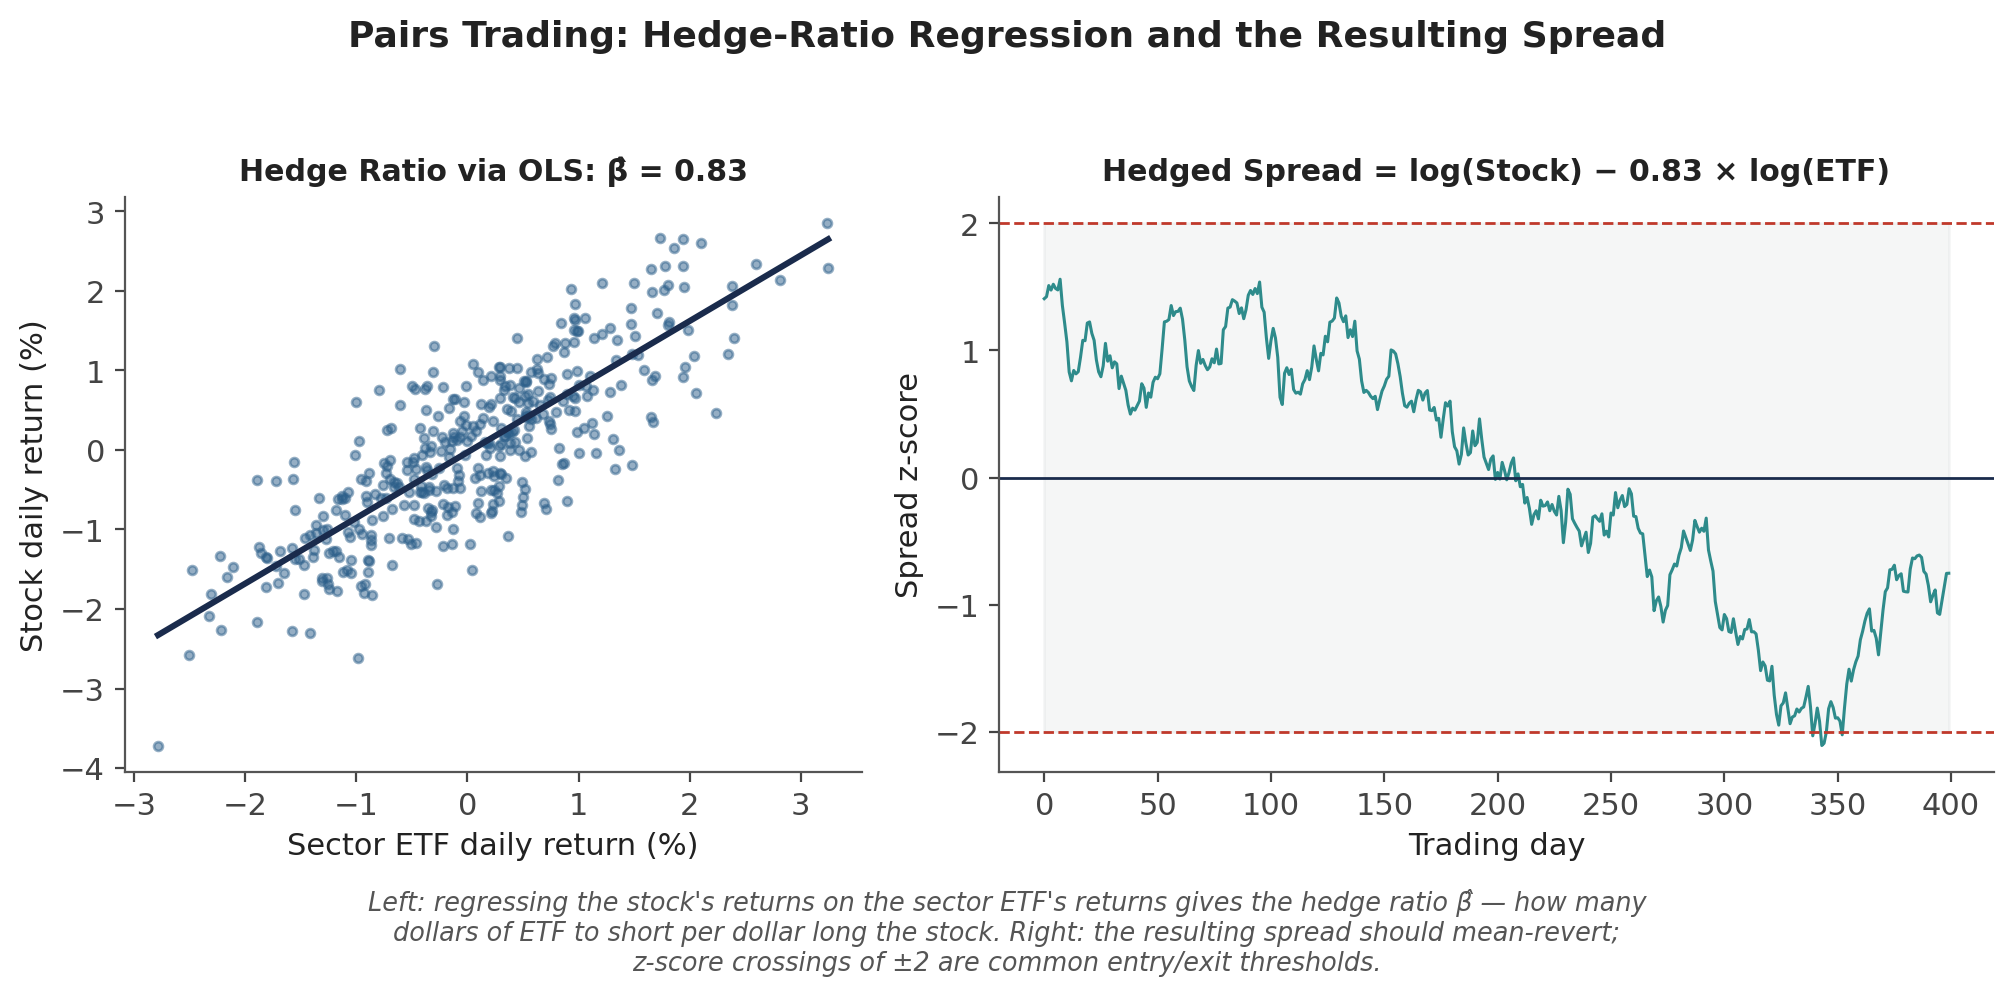 Pairs Trading: Hedge-Ratio Regression and the Resulting Spread
Hedge Ratio via OLS: β̂ = 0.83
3
2
1
0
−1
−2
−3
−4
Stock daily return (%)
−3
−2
−1
0
1
2
3
Sector ETF daily return (%)
Hedged Spread = log(Stock) − 0.83 × log(ETF)
2
1
0
−1
−2
Spread z-score
0
50
100
150
200
250
300
350
400
Trading day
Left: regressing the stock's returns on the sector ETF's returns gives the hedge ratio β̂ — how many
dollars of ETF to short per dollar long the stock. Right: the resulting spread should mean-revert;
z-score crossings of ±2 are common entry/exit thresholds.